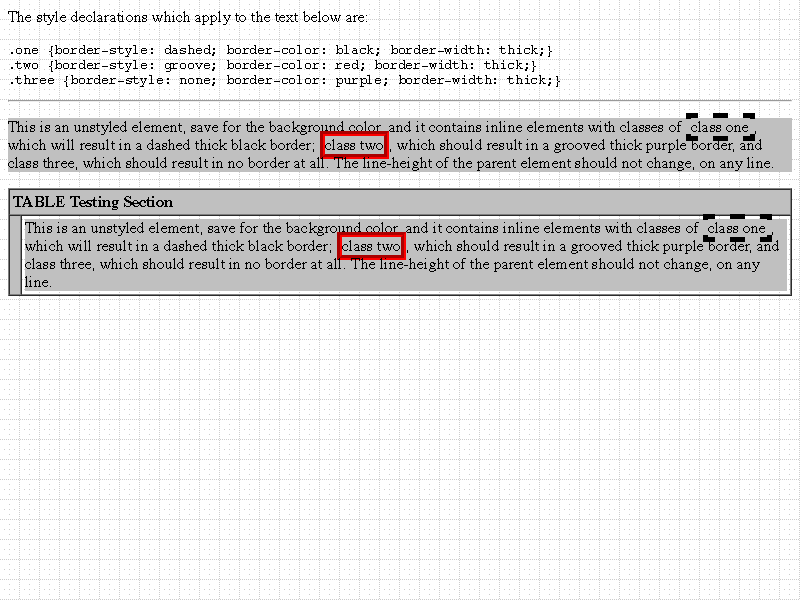 The style declarations which apply to the text below are:
.one {border-style: dashed; border-color: black; border-width: thick;}
.two {border-style: groove; border-color: red; border-width: thick;}
.three {border-style: none; border-color: purple; border-width: thick;}
This is an unstyled element, save for the background color, and it contains inline elements with classes of class one,
which will result in a dashed thick black border; class two, which should result in a grooved thick purple border, and
class three, which should result in no border at all. The line-height of the parent element should not change, on any line.
TABLE Testing Section
This is an unstyled element, save for the background color, and it contains inline elements with classes of class one,
which will result in a dashed thick black border; class two, which should result in a grooved thick purple border, and
class three, which should result in no border at all. The line-height of the parent element should not change, on any
line.